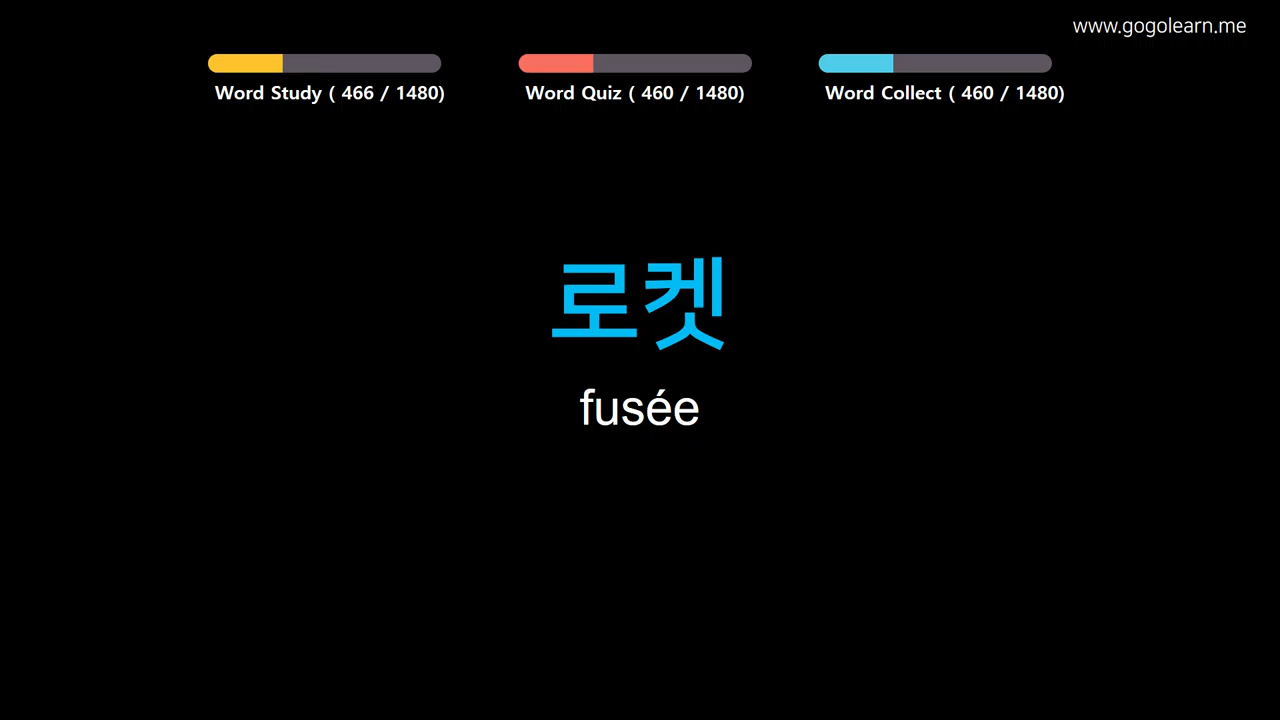 www.gogolearn.me
Word Study ( 466 / 1480)
Word Quiz ( 460 / 1480)
Word Collect ( 460 / 1480)
로켓
fusée